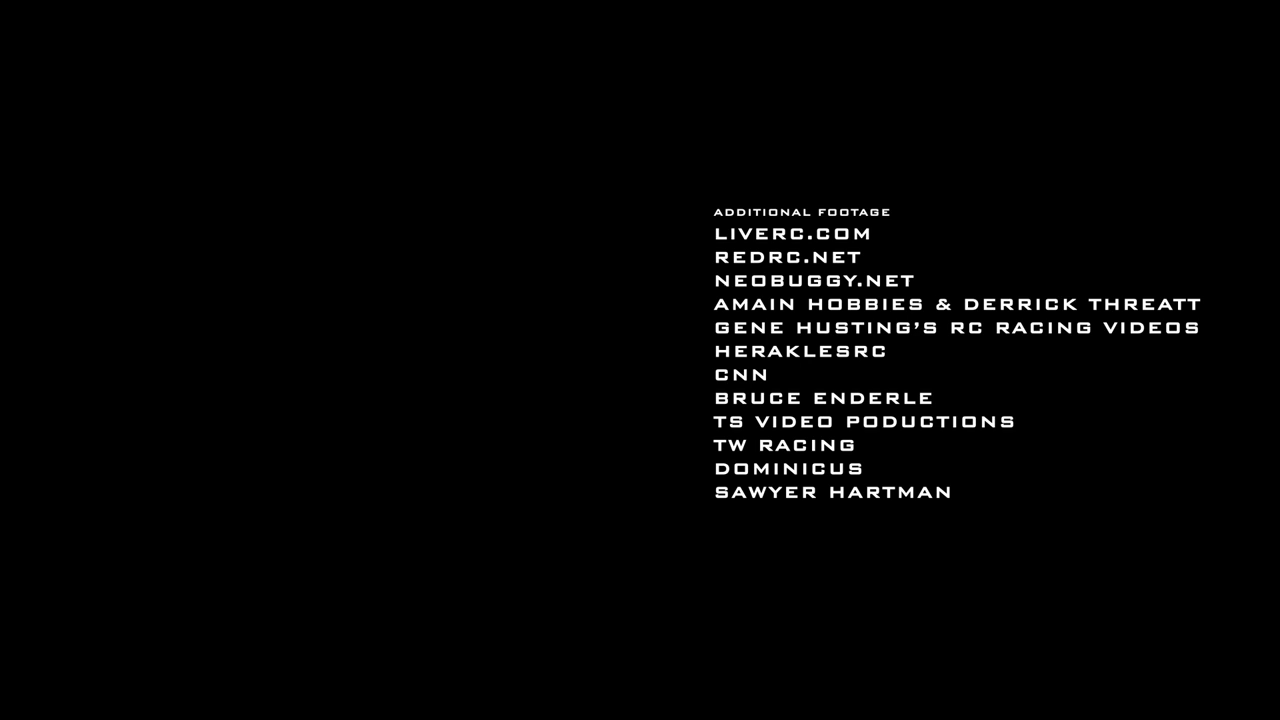 ADDITIONAL FOOTAGE
LIVERC.COM
REDRC.NET
NEOBUGGY.NET
AMAIN HOBBIES & DERRICK THREATT
GENE HUSTING’S RC RACING VIDEOS
HERAKLESRC
CNN
BRUCE ENDERLE
TS VIDEO PODUCTIONS
TW RACING
DOMINICUS
SAWYER HARTMAN